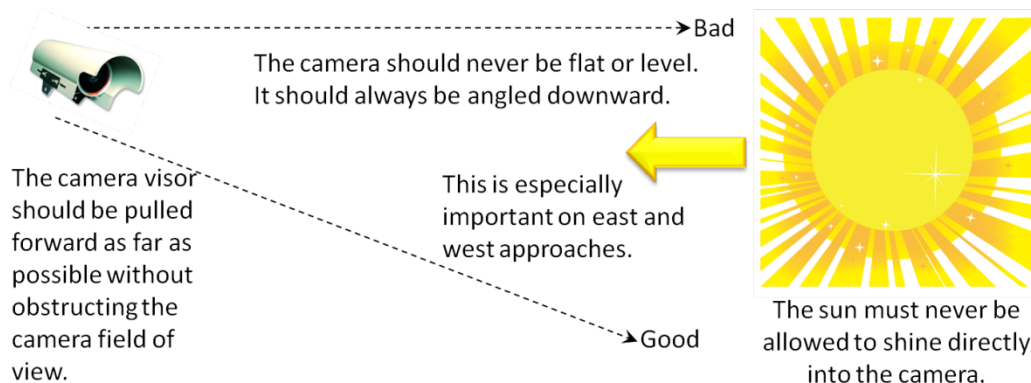 Bad
The camera should never be flat or level.
It should always be angled downward.
The camera visor
should be pulled
forward as far as
possible without
obstructing the
camera field of
view.
This is especially
important on east and
west approaches.
Good
The sun must never be
allowed to shine directly
into the camera.